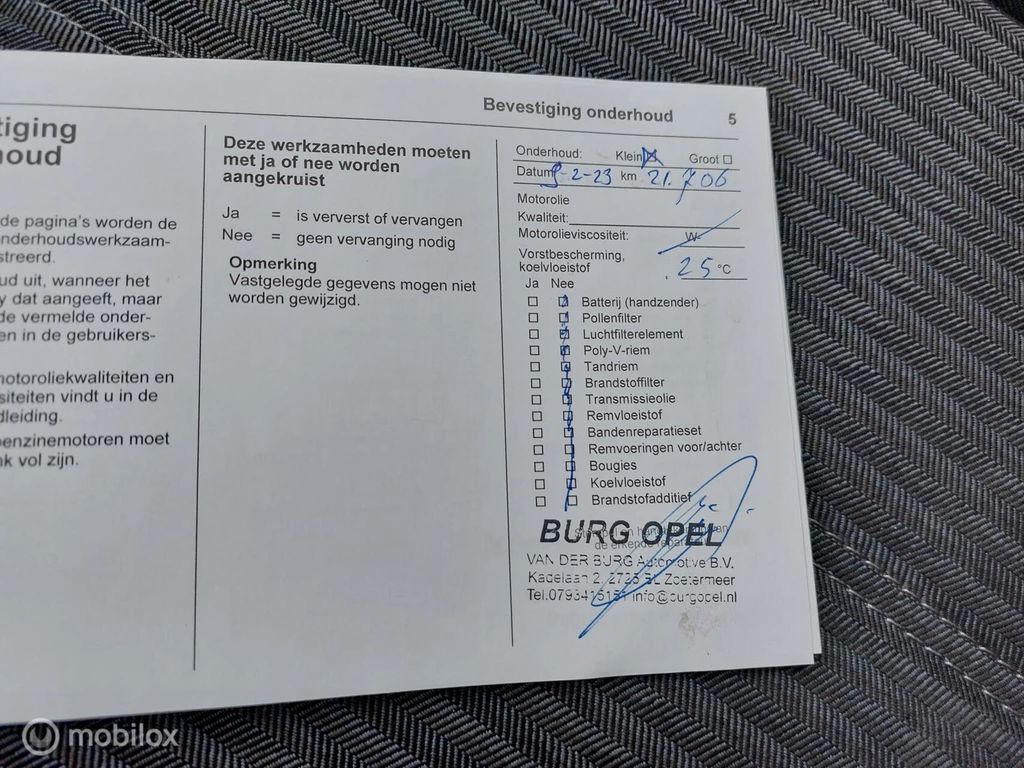 Bevestiging onderhoud 5
tiging
houd
de pagina's worden de
nderhoudswerkzaam-
streerd.
ud uit, wanneer het
y dat aangeeft, maar
de vermelde onder-
en in de gebruikers-
notoroliekwaliteiten en
siteiten vindt u in de
dleiding.
benzinemotoren moet
nk vol zijn.
Deze werkzaamheden moeten
met ja of nee worden
aangekruist
Ja = is ververst of vervangen
Nee = geen vervanging nodig
Opmerking
Vastgelegde gegevens mogen niet
worden gewijzigd.
Onderhoud: Klein Groot
Datum -2-23 km 21.706
Motorolie
Kwaliteit:
Motorolieviscositeit: W-
Vorstbescherming,
koelvloeistof 25 °C
Ja Nee
Batterij (handzender)
Pollenfilter
Luchtfilterelement
Poly-V-riem
Tandriem
Brandstoffilter
Transmissieolie
Remvloeistof
Bandenreparatieset
Remvoeringen voor/achter
Bougies
Koelvloeistof
Brandstofadditief
BURG OPEL
VAN DER BURG Automotive B.V.
Zoetermeer
info@burgopel.nl
mobilox